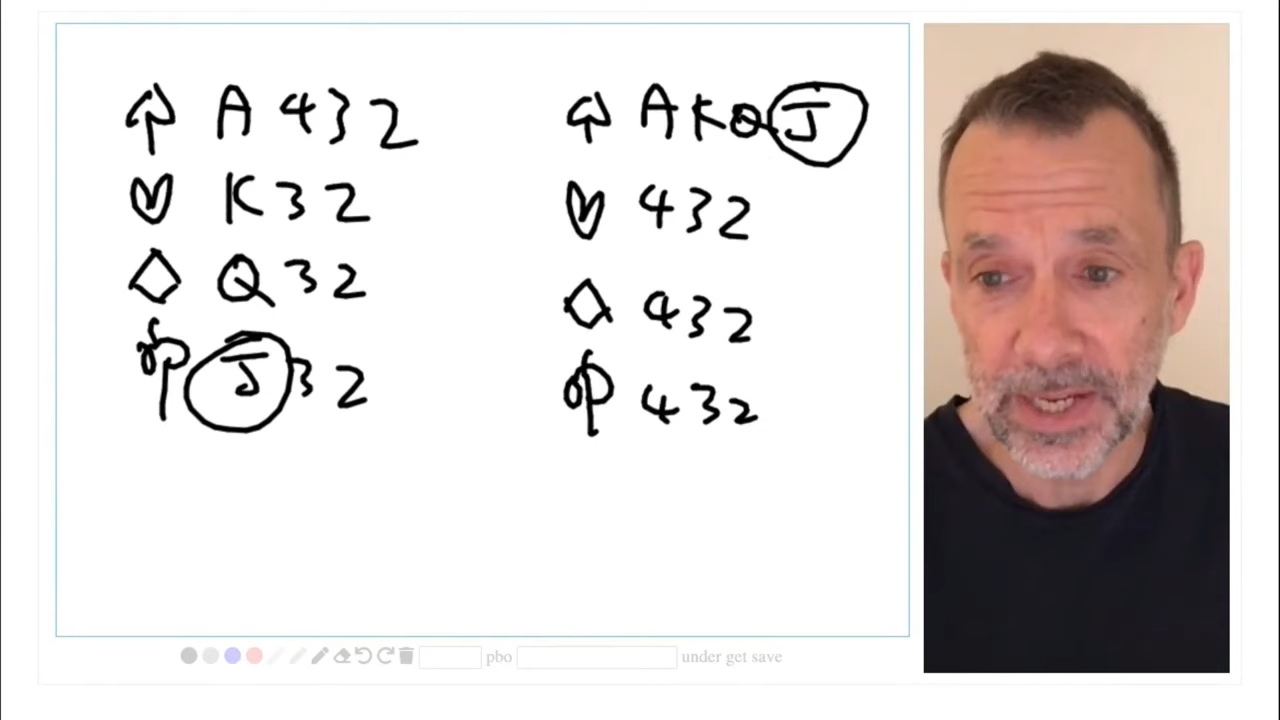 ♤ A 4 3 2
♡ K 3 2
◇ Q 3 2
♧ J 3 2
♤ A K Q J
♡ 4 3 2
◇ 4 3 2
♧ 4 3 2
pbo under get save